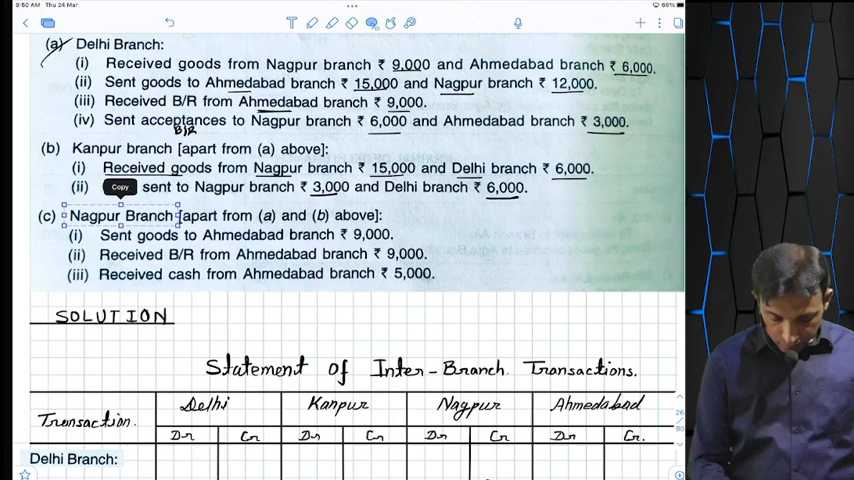 9:50 AM Thu 24 Mar
68%
(a) Delhi Branch:
(i) Received goods from Nagpur branch ₹ 9,000 and Ahmedabad branch ₹ 6,000.
(ii) Sent goods to Ahmedabad branch ₹ 15,000 and Nagpur branch ₹ 12,000.
(iii) Received B/R from Ahmedabad branch ₹ 9,000.
(iv) Sent acceptances to Nagpur branch ₹ 6,000 and Ahmedabad branch ₹ 3,000.
B/R
(b) Kanpur branch [apart from (a) above]:
(i) Received goods from Nagpur branch ₹ 15,000 and Delhi branch ₹ 6,000.
(ii) Copy sent to Nagpur branch ₹ 3,000 and Delhi branch ₹ 6,000.
(c) Nagpur Branch [apart from (a) and (b) above]:
(i) Sent goods to Ahmedabad branch ₹ 9,000.
(ii) Received B/R from Ahmedabad branch ₹ 9,000.
(iii) Received cash from Ahmedabad branch ₹ 5,000.
SOLUTION
Statement of Inter-Branch Transactions.
Transaction. Delhi Kanpur Nagpur Ahmedabad
Dr Cr Dr Cr Dr Cr Dr Cr.
Delhi Branch:
26
80